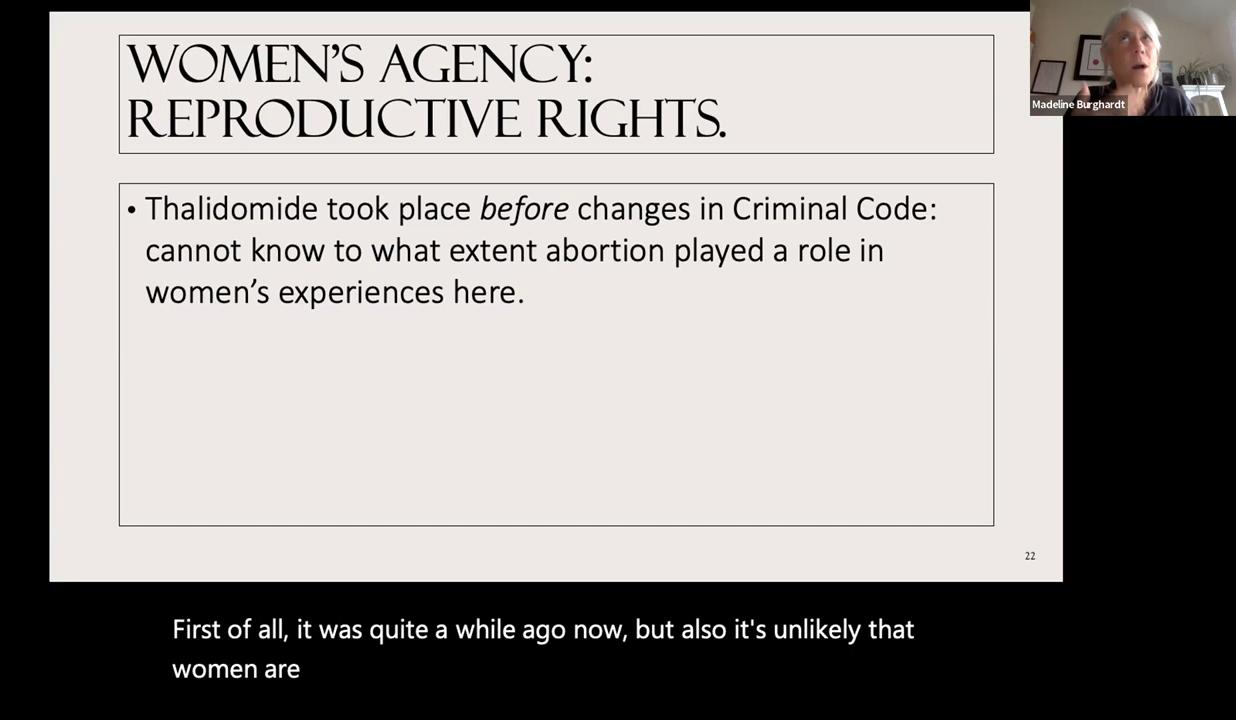 WOMEN'S AGENCY:
REPRODUCTIVE RIGHTS.
Madeline Burghardt
• Thalidomide took place before changes in Criminal Code:
cannot know to what extent abortion played a role in
women's experiences here.
22
First of all, it was quite a while ago now, but also it's unlikely that
women are